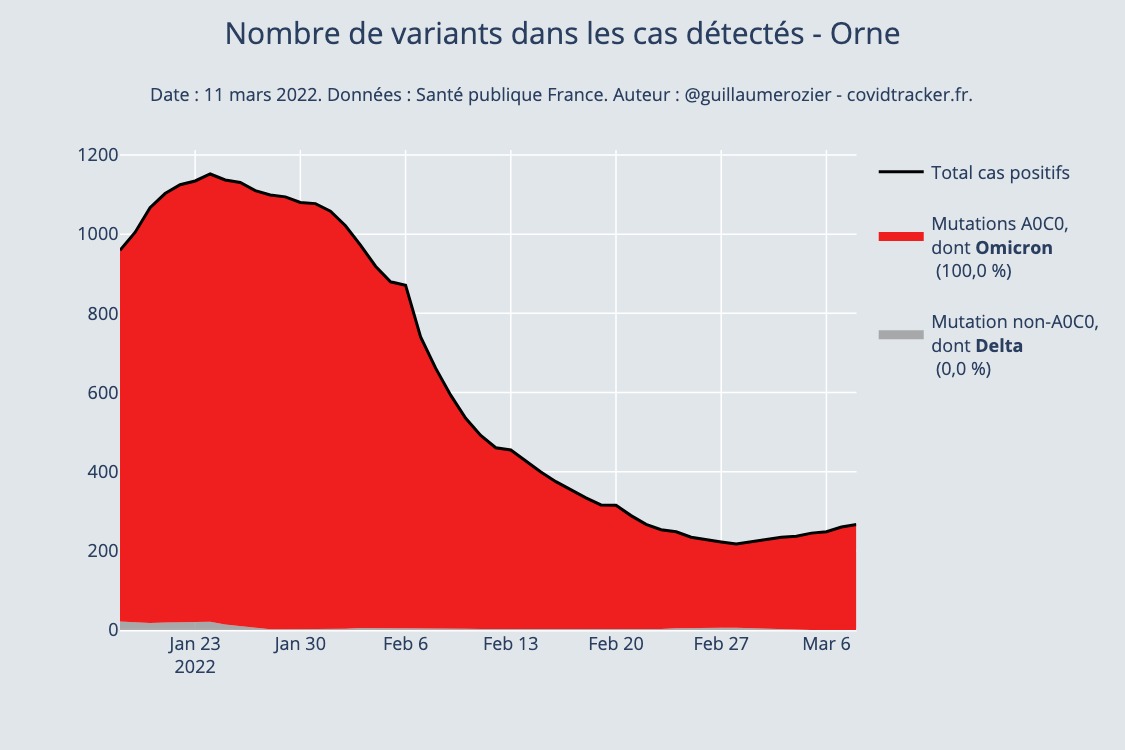 Nombre de variants dans les cas détectés - Orne
Date : 11 mars 2022. Données : Santé publique France. Auteur : @guillaumerozier - covidtracker.fr.
1200
1000
800
600
400
200
0
Jan 23
2022
Jan 30
Feb 6
Feb 13
Feb 20
Feb 27
Mar 6
Total cas positifs
Mutations A0C0,
dont Omicron
(100,0 %)
Mutation non-A0C0,
dont Delta
(0,0 %)